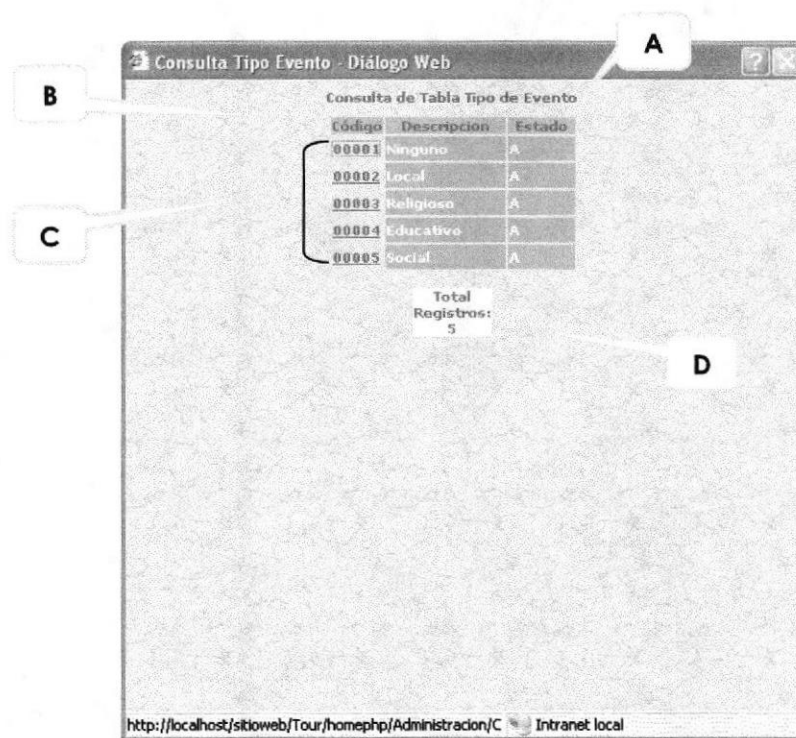 A
Consulta Tipo Evento - Diálogo Web
B
Consulta de Tabla Tipo de Evento
Código Descripción Estado
00001 Ninguno A
00002 Local A
00003 Religioso A
C
00004 Educativo A
00005 Social A
Total
Registros:
5
D
http://localhost/sitioweb/Tour/homephp/Administracion/C Intranet local